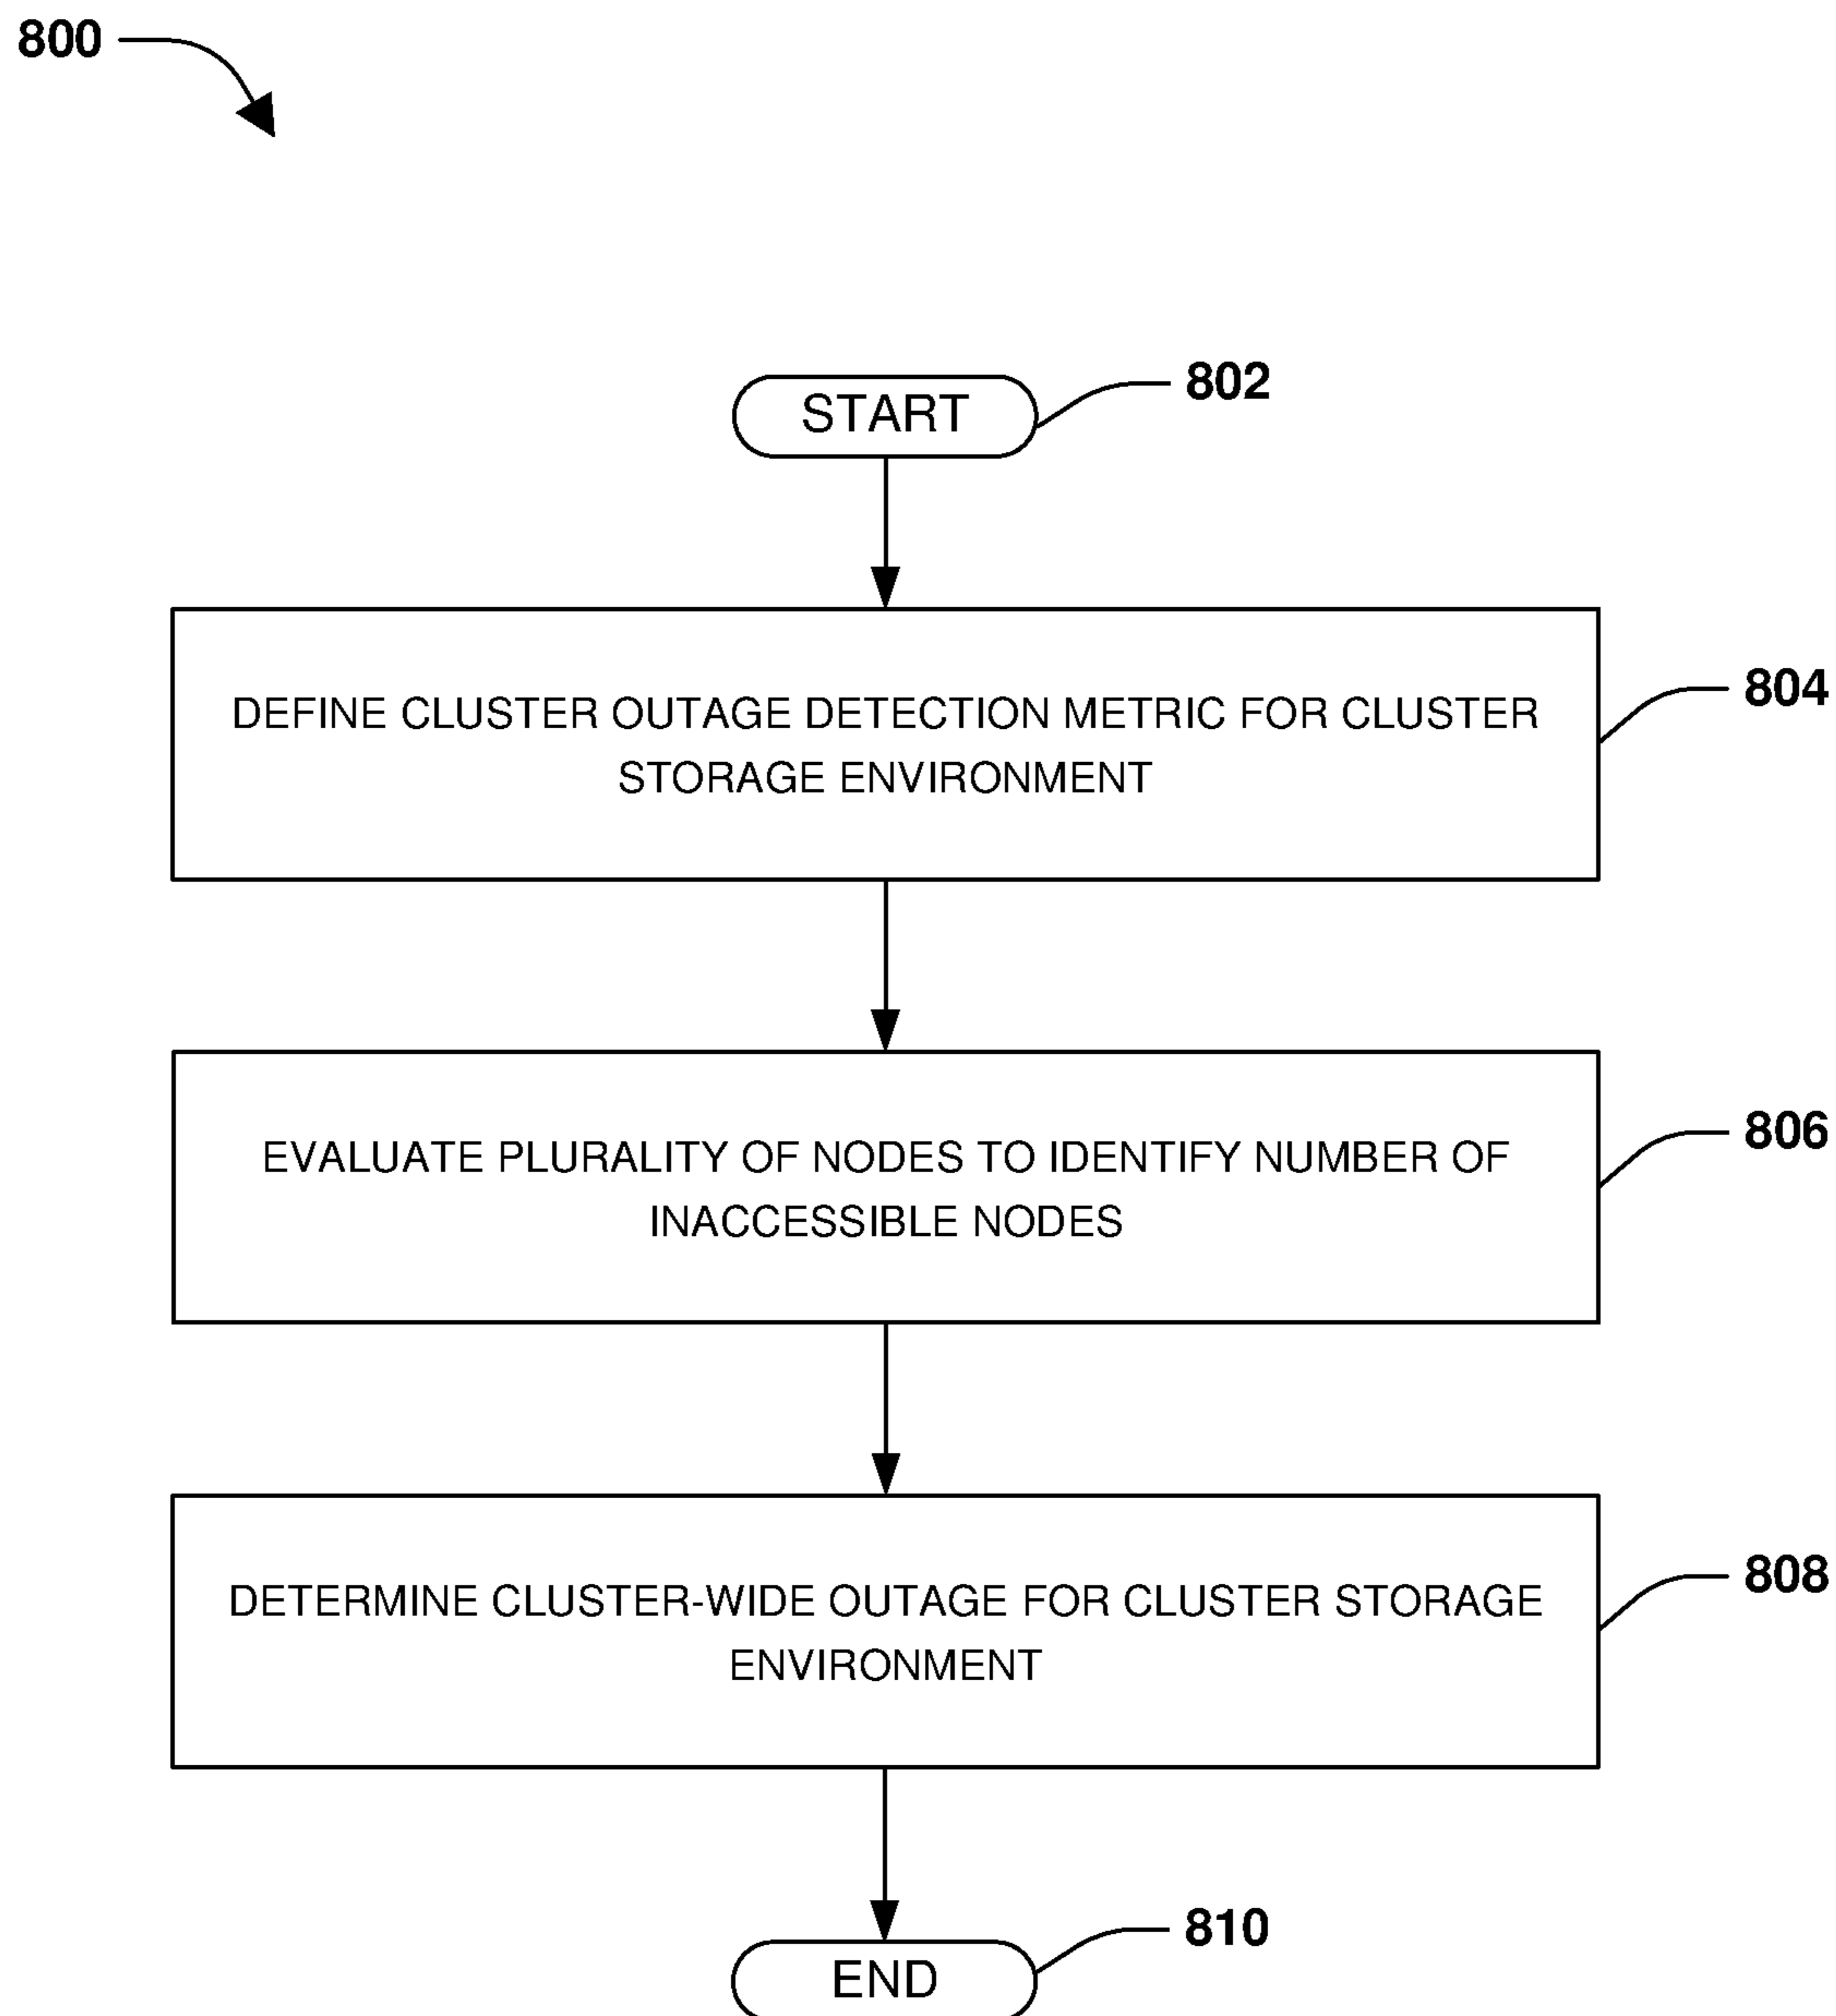 800
START
802
DEFINE CLUSTER OUTAGE DETECTION METRIC FOR CLUSTER
STORAGE ENVIRONMENT
804
EVALUATE PLURALITY OF NODES TO IDENTIFY NUMBER OF
INACCESSIBLE NODES
806
DETERMINE CLUSTER-WIDE OUTAGE FOR CLUSTER STORAGE
ENVIRONMENT
808
END
810